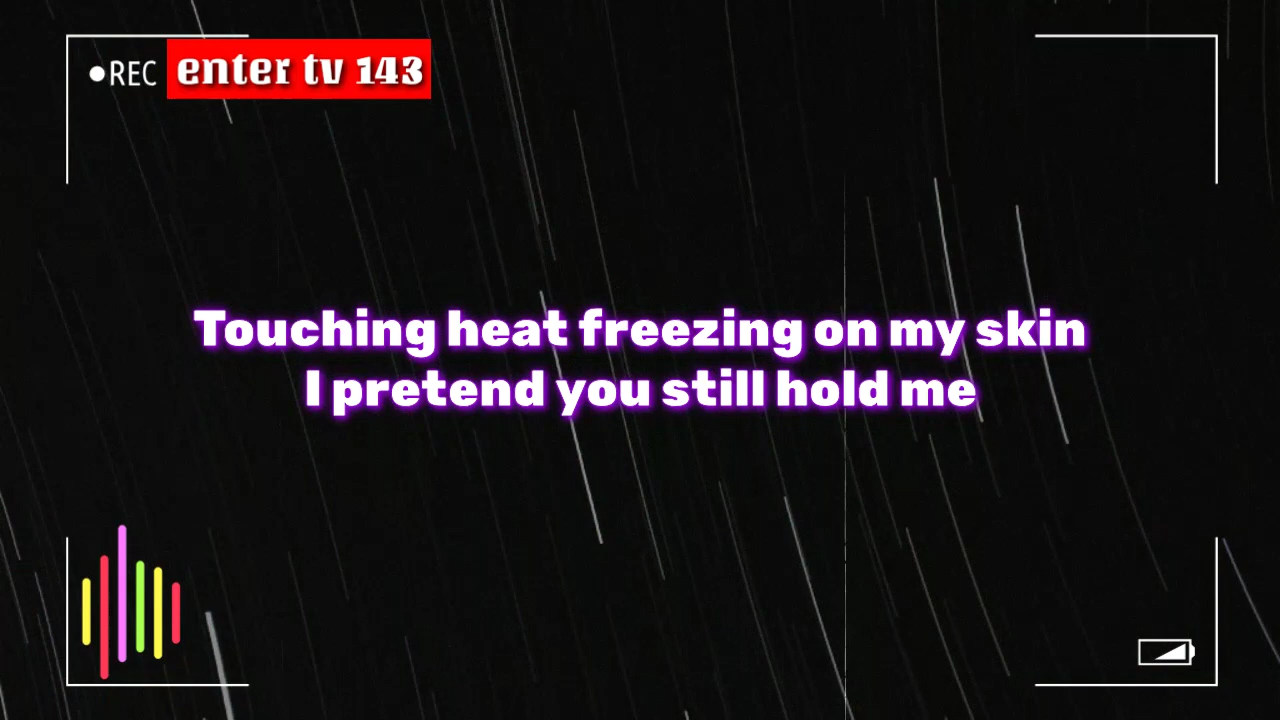 REC
enter tv 143
Touching heat freezing on my skin
I pretend you still hold me